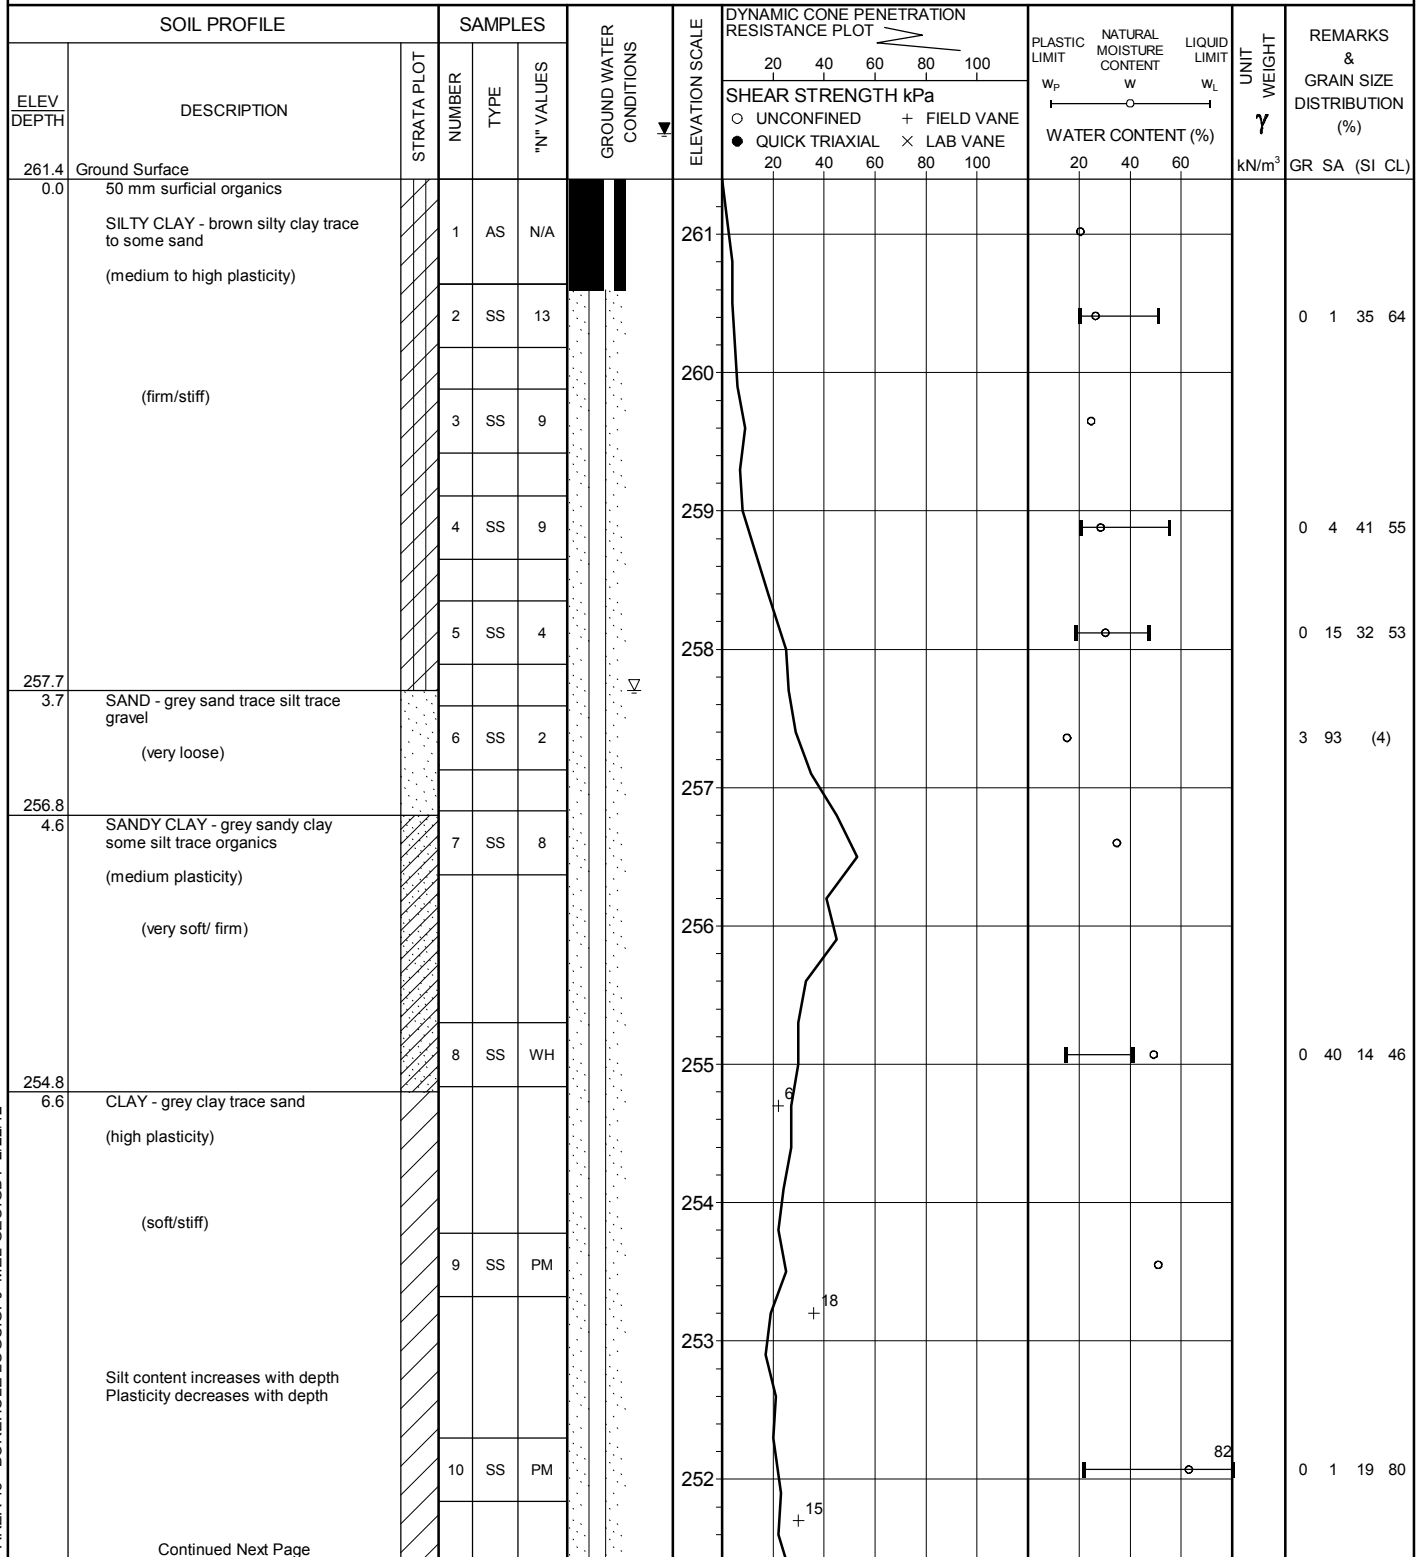 SOIL PROFILE
SAMPLES
GROUND WATER
CONDITIONS
ELEVATION SCALE
DYNAMIC CONE PENETRATION
RESISTANCE PLOT
20 40 60 80 100
SHEAR STRENGTH kPa
○ UNCONFINED + FIELD VANE
● QUICK TRIAXIAL × LAB VANE
20 40 60 80 100
PLASTIC
LIMIT
NATURAL
MOISTURE
CONTENT
LIQUID
LIMIT
W_P W W_L
WATER CONTENT (%)
20 40 60
UNIT
WEIGHT
γ
kN/m³
REMARKS
&
GRAIN SIZE
DISTRIBUTION
(%)
GR SA (SI CL)
ELEV
DEPTH
DESCRIPTION
STRATA PLOT
NUMBER
TYPE
"N" VALUES
261.4 Ground Surface
0.0 50 mm surficial organics
SILTY CLAY - brown silty clay trace
to some sand
1 AS N/A
261
(medium to high plasticity)
2 SS 13
0 1 35 64
260
(firm/stiff)
3 SS 9
259
4 SS 9
0 4 41 55
5 SS 4
0 15 32 53
258
257.7
3.7 SAND - grey sand trace silt trace
gravel
(very loose)
6 SS 2
3 93 (4)
257
256.8
4.6 SANDY CLAY - grey sandy clay
some silt trace organics
7 SS 8
(medium plasticity)
256
(very soft/ firm)
8 SS WH
0 40 14 46
255
254.8
6.6 CLAY - grey clay trace sand
6
(high plasticity)
254
(soft/stiff)
9 SS PM
18
253
Silt content increases with depth
Plasticity decreases with depth
82
10 SS PM
0 1 19 80
252
15
Continued Next Page